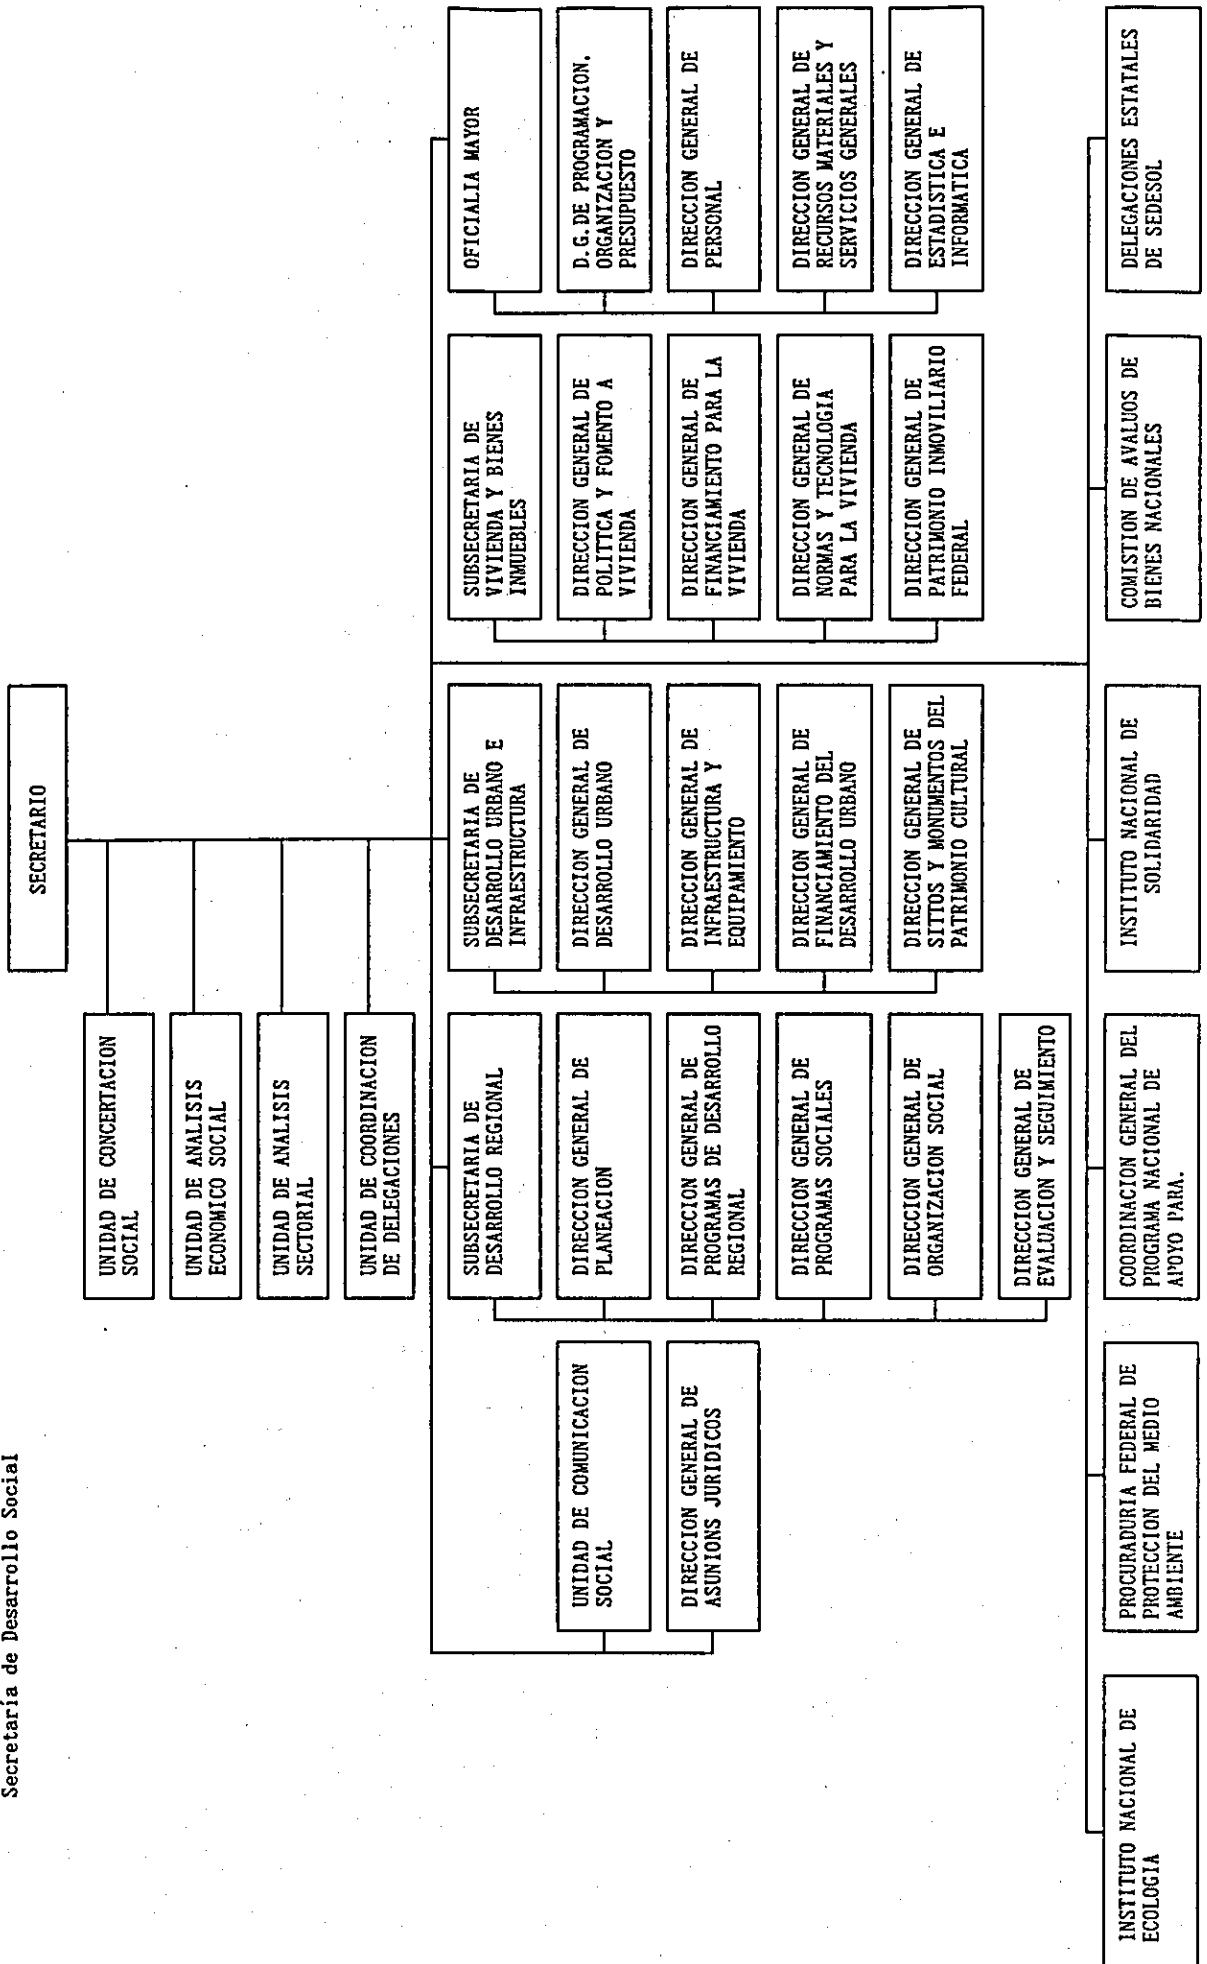 Secretaría de Desarrollo Social
SECRETARIO
UNIDAD DE CONCERTACION
SOCIAL
UNIDAD DE ANALISIS
ECONOMICO SOCIAL
UNIDAD DE ANALISIS
SECTORIAL
UNIDAD DE COORDINACION
DE DELEGACIONES
UNIDAD DE COMUNICACION
SOCIAL
DIRECCION GENERAL DE
ASUNIONS JURIDICOS
SUBSECRETARIA DE
DESARROLLO REGIONAL
DIRECCION GENERAL DE
PLANEACION
DIRECCION GENERAL DE
PROGRAMAS DE DESARROLLO
REGIONAL
DIRECCION GENERAL DE
PROGRAMAS SOCIALES
DIRECCION GENERAL DE
ORGANIZACION SOCIAL
DIRECCION GENERAL DE
EVALUACION Y SEGUIMIENTO
SUBSECRETARIA DE
DESARROLLO URBANO E
INFRAESTRUCTURA
DIRECCION GENERAL DE
DESARROLLO URBANO
DIRECCION GENERAL DE
INFRAESTRUCTURA Y
EQUIPAMIENTO
DIRECCION GENERAL DE
FINANCIAMIENTO DEL
DESARROLLO URBANO
DIRECCION GENERAL DE
SITTOS Y MONUMENTOS DEL
PATRIMONIO CULTURAL
SUBSECRETARIA DE
VIVIENDA Y BIENES
INMUEBLES
DIRECCION GENERAL DE
POLITTCA Y FOMENTO A
VIVIENDA
DIRECCION GENERAL DE
FINANCIAMIENTO PARA LA
VIVIENDA
DIRECCION GENERAL DE
NORMAS Y TECNOLOGIA
PARA LA VIVIENDA
DIRECCION GENERAL DE
PATRIMONIO INMOVILIARIO
FEDERAL
OFICIALIA MAYOR
D.G.DE PROGRAMACION,
ORGANIZACION Y
PRESUPUESTO
DIRECCION GENERAL DE
PERSONAL
DIRECCION GENERAL DE
RECURSOS MATERIALES Y
SERVICIOS GENERALES
DIRECCION GENERAL DE
ESTADISTICA E
INFORMATICA
INSTITUTO NACIONAL DE
ECOLOGIA
PROCURADURIA FEDERAL DE
PROTECCION DEL MEDIO
AMBIENTE
COORDINACION GENERAL DEL
PROGRAMA NACIONAL DE
APOYO PARA.
INSTITUTO NACIONAL DE
SOLIDARIDAD
COMISTION DE AVALUOS DE
BIENES NACIONALES
DELEGACIONES ESTATALES
DE SEDESOL